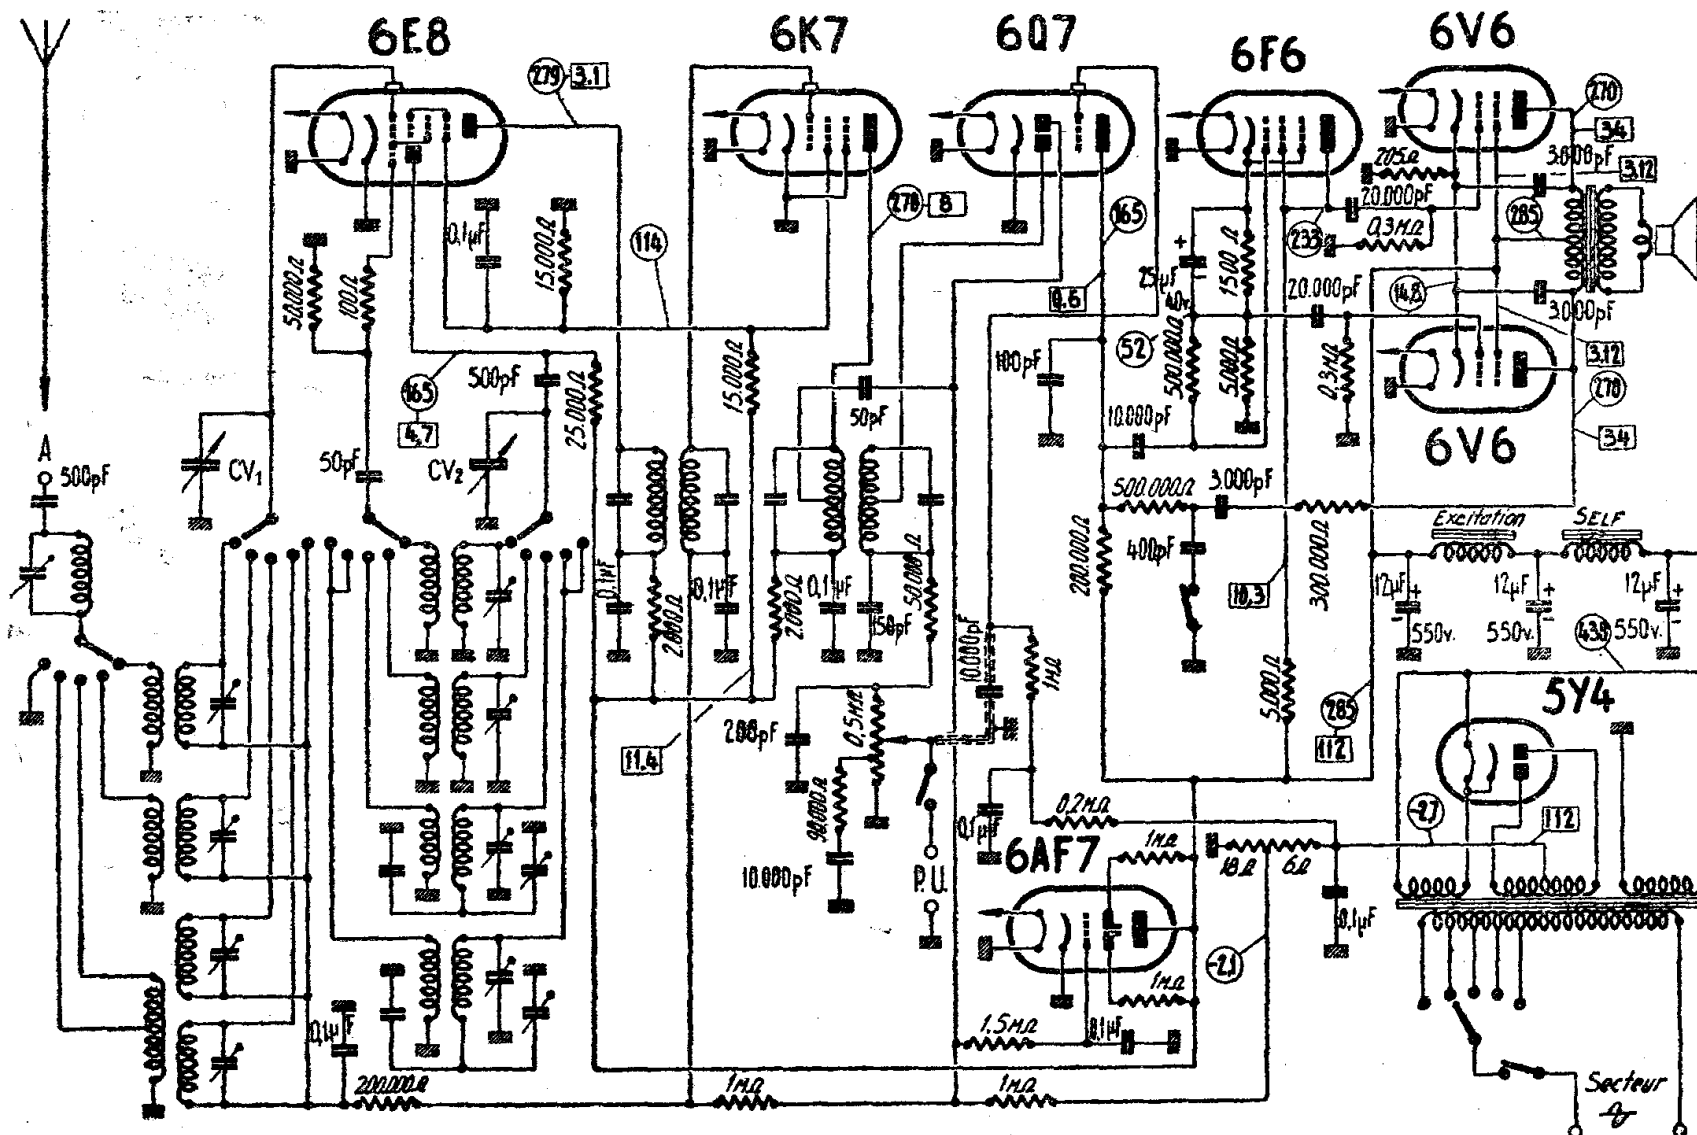 6E8
6K7
6Q7
6F6
6V6
279
3.1
270
34
205Ω
3.000pF
3.12
278
8
165
20.000pF
285
0,1µF
15.000Ω
114
233
0,3MΩ
50.000Ω
100Ω
25µF
40v.
1500Ω
0,6
20.000pF
14,8
3.000pF
52
500.000Ω
5.000Ω
0,3MΩ
3.12
270
34
165
4,7
500pF
25.000Ω
15.000Ω
50pF
100pF
10.000pF
6V6
A
500pF
CV1
50pF
CV2
500.000Ω
3.000pF
Excitation
SELF
200.000Ω
400pF
10,3
300.000Ω
12µF
550v.
12µF
550v.
12µF
550v.
435
0,1µF
2.000Ω
0,1µF
2.000Ω
0,1µF
150pF
50.000Ω
10.000pF
1MΩ
5.000Ω
285
112
5Y4
11.4
200pF
0,5MΩ
10.000pF
P.U.
0,1µF
0,2MΩ
6AF7
1MΩ
18Ω
6Ω
-2,7
112
0,1µF
-2,1
1MΩ
1.5MΩ
0,1µF
0,1µF
200.000Ω
1MΩ
1MΩ
Secteur